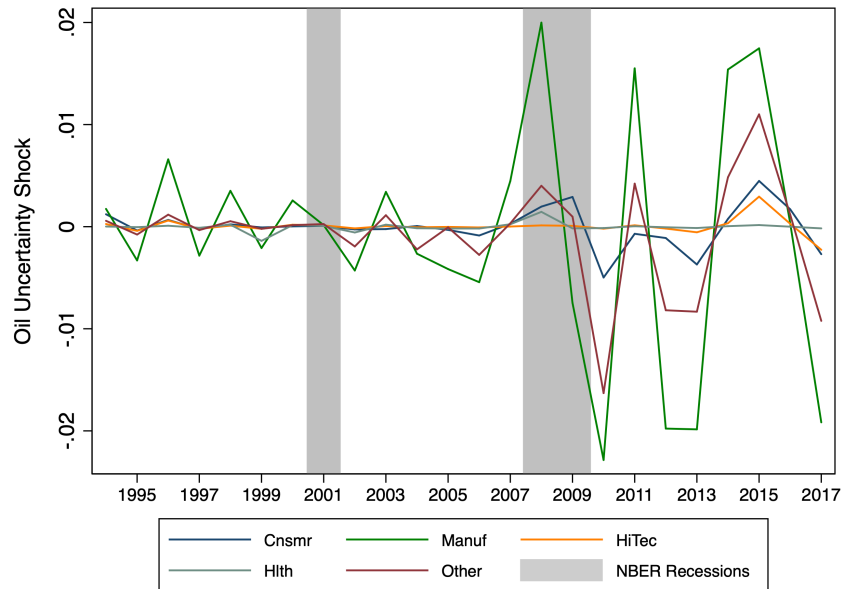 Oil Uncertainty Shock
.02
.01
0
-.01
-.02
1995 1997 1999 2001 2003 2005 2007 2009 2011 2013 2015 2017
Cnsmr Manuf HiTec
Hlth Other NBER Recessions